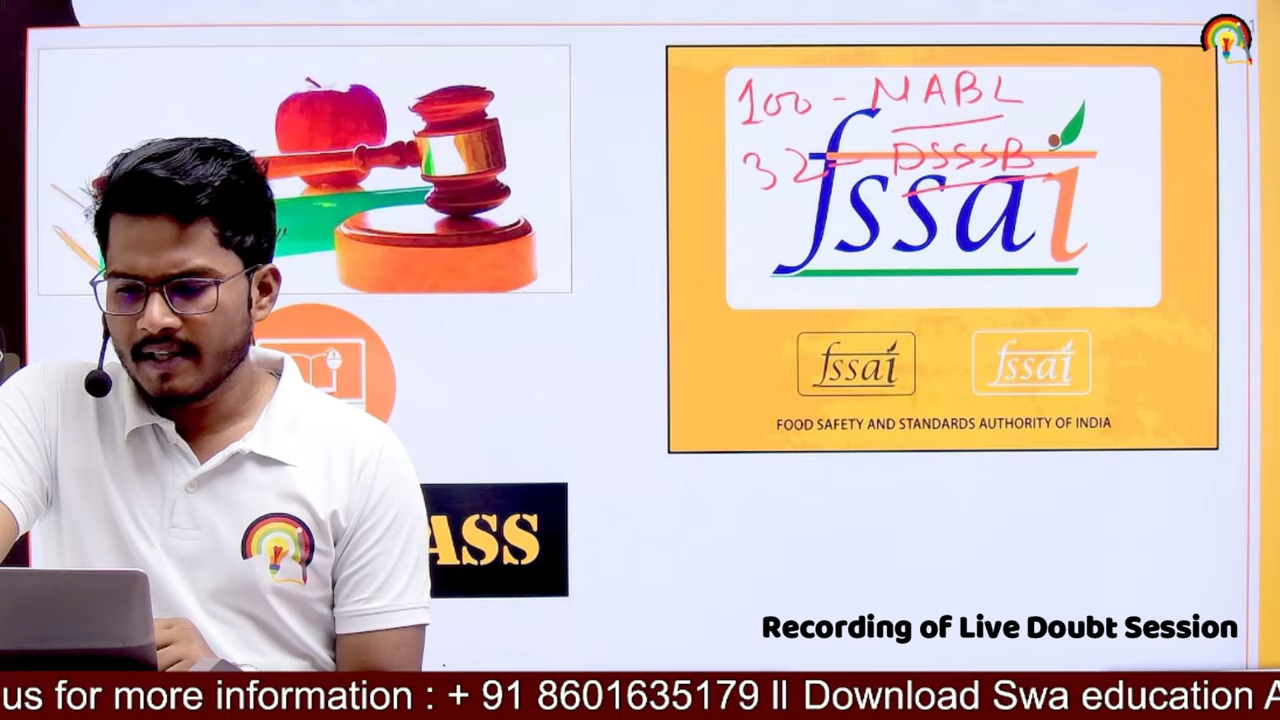 100 - NABL
32 - DSSSB
fssai
fssai
fssai
FOOD SAFETY AND STANDARDS AUTHORITY OF INDIA
ASS
Recording of Live Doubt Session
us for more information : + 91 8601635179 ll Download Swa education A